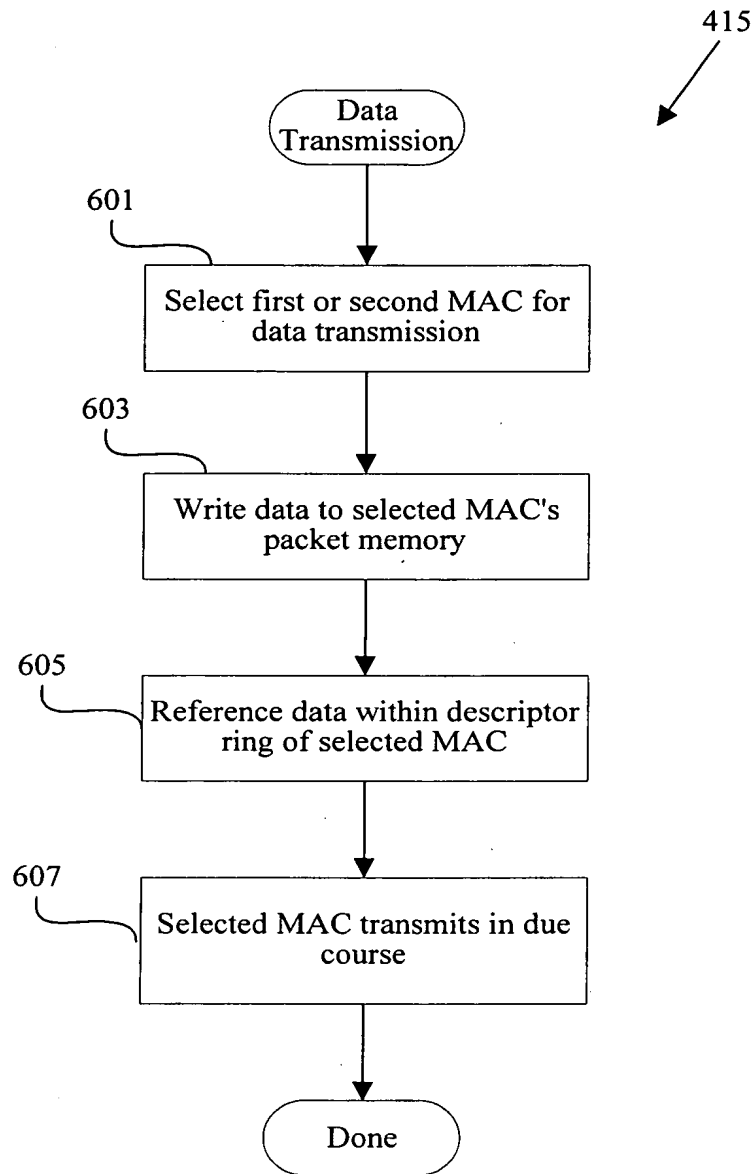 415
Data
Transmission
601
Select first or second MAC for
data transmission
603
Write data to selected MAC's
packet memory
605
Reference data within descriptor
ring of selected MAC
607
Selected MAC transmits in due
course
Done